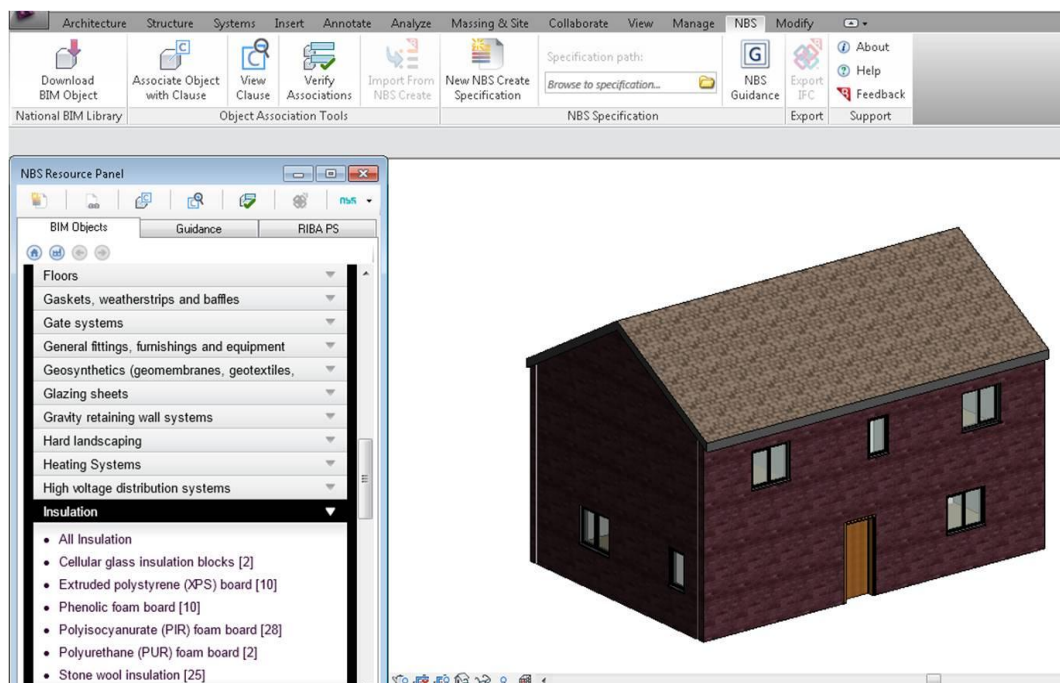 Architecture Structure Systems Insert Annotate Analyze Massing & Site Collaborate View Manage NBS Modify
Download BIM Object
Associate Object with Clause
View Clause
Verify Associations
Import From NBS Create
New NBS Create Specification
Specification path:
Browse to specification...
G
NBS Guidance
Export IFC
About
Help
Feedback
National BIM Library
Object Association Tools
NBS Specification
Export
Support
NBS Resource Panel
nbs
BIM Objects Guidance RIBA PS
Floors
Gaskets, weatherstrips and baffles
Gate systems
General fittings, furnishings and equipment
Geosynthetics (geomembranes, geotextiles,
Glazing sheets
Gravity retaining wall systems
Hard landscaping
Heating Systems
High voltage distribution systems
Insulation
• All Insulation
• Cellular glass insulation blocks [2]
• Extruded polystyrene (XPS) board [10]
• Phenolic foam board [10]
• Polyisocyanurate (PIR) foam board [28]
• Polyurethane (PUR) foam board [2]
• Stone wool insulation [25]